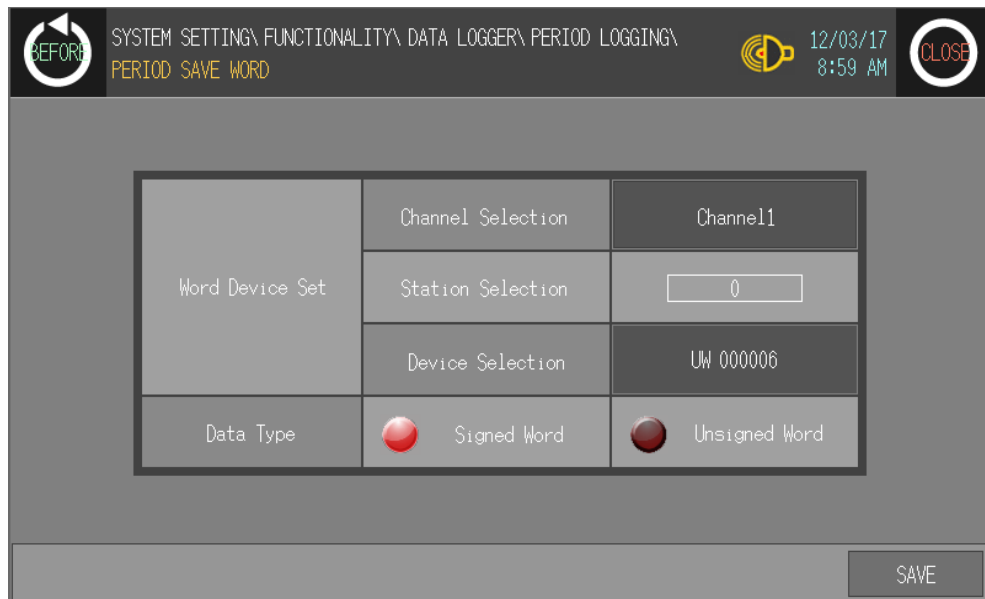 BEFORE
SYSTEM SETTING\ FUNCTIONALITY\ DATA LOGGER\ PERIOD LOGGING\
PERIOD SAVE WORD
12/03/17
8:59 AM
CLOSE
Word Device Set
Channel Selection
Channel1
Station Selection
0
Device Selection
UW 000006
Data Type
Signed Word
Unsigned Word
SAVE